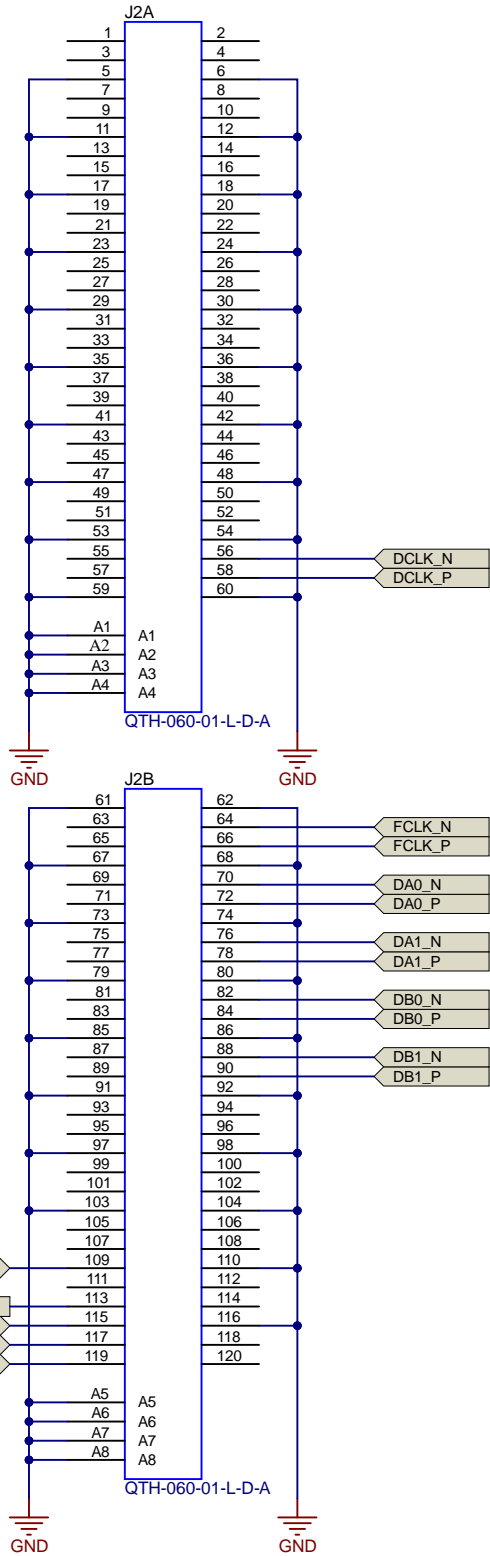 J2A
1 2
3 4
5 6
7 8
9 10
11 12
13 14
15 16
17 18
19 20
21 22
23 24
25 26
27 28
29 30
31 32
33 34
35 36
37 38
39 40
41 42
43 44
45 46
47 48
49 50
51 52
53 54
55 56 DCLK_N
57 58 DCLK_P
59 60
A1 A1
A2 A2
A3 A3
A4 A4
QTH-060-01-L-D-A
GND GND
J2B
61 62
63 64 FCLK_N
65 66 FCLK_P
67 68
69 70 DA0_N
71 72 DA0_P
73 74
75 76 DA1_N
77 78 DA1_P
79 80
81 82 DB0_N
83 84 DB0_P
85 86
87 88 DB1_N
89 90 DB1_P
91 92
93 94
95 96
97 98
99 100
101 102
103 104
105 106
107 108
109 110
111 112
113 114
115 116
117 118
119 120
A5 A5
A6 A6
A7 A7
A8 A8
QTH-060-01-L-D-A
GND GND